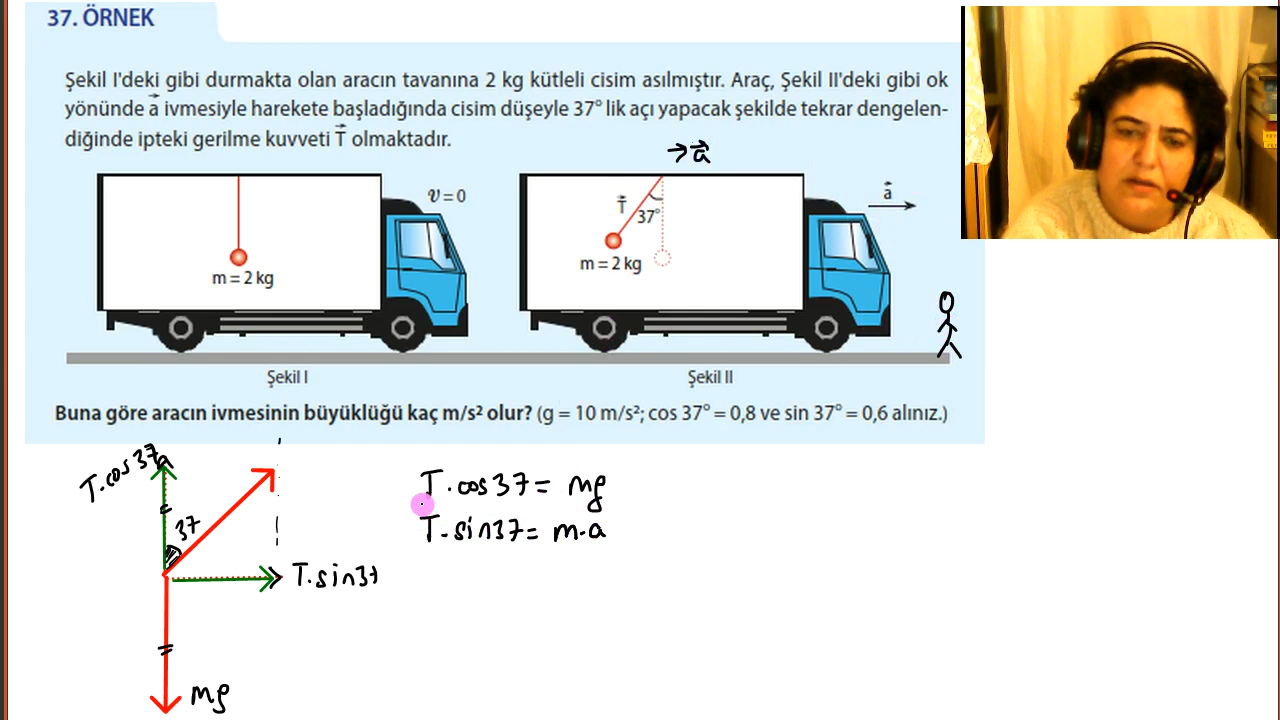 37. ÖRNEK
Şekil I'deki gibi durmakta olan aracın tavanına 2 kg kütleli cisim asılmıştır. Araç, Şekil II'deki gibi ok
yönünde a⃗ ivmesiyle harekete başladığında cisim düşeyle 37° lik açı yapacak şekilde tekrar dengelen-
diğinde ipteki gerilme kuvveti T⃗ olmaktadır.
→a⃗
v = 0
a⃗
T⃗
37°
m = 2 kg
m = 2 kg
Şekil I
Şekil II
Buna göre aracın ivmesinin büyüklüğü kaç m/s² olur? (g = 10 m/s²; cos 37° = 0,8 ve sin 37° = 0,6 alınız.)
T.cos37
37
T.sin37
mg
T.cos37 = mg
T.sin37 = m.a